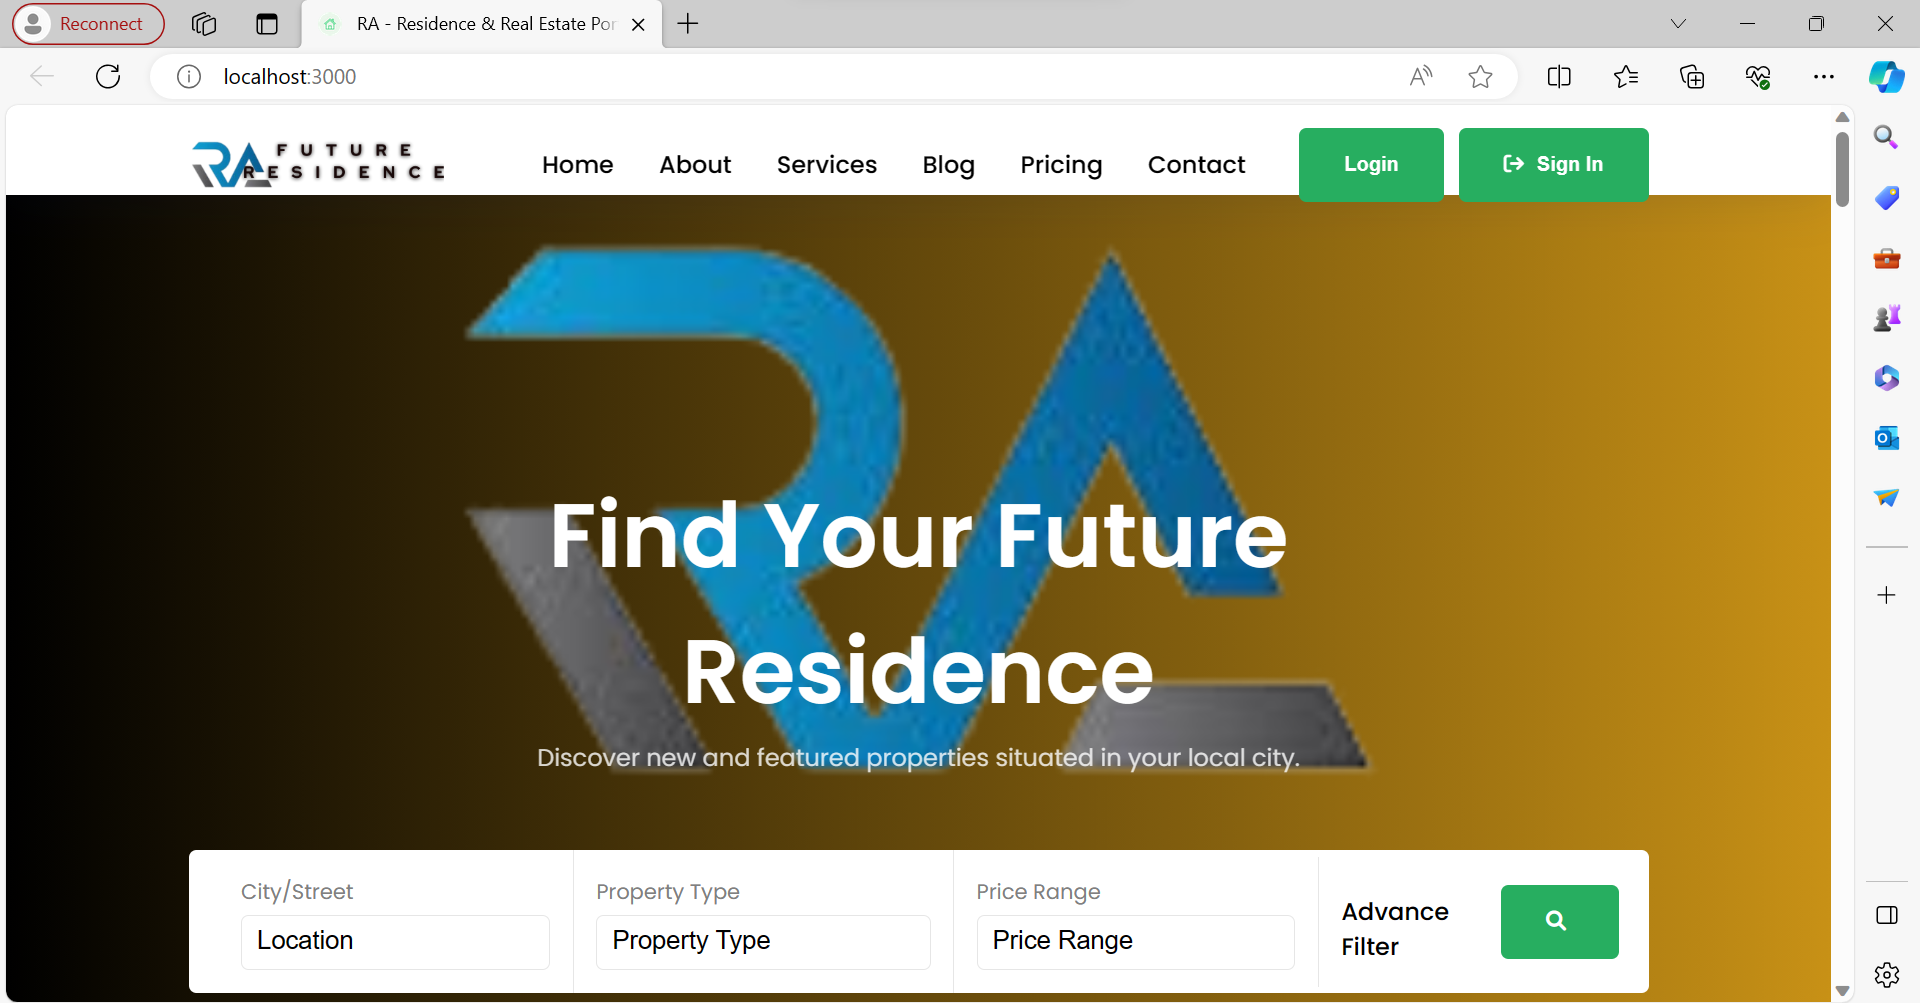 Reconnect
RA - Residence & Real Estate Por
localhost:3000
RA FUTURE
RESIDENCE
Home About Services Blog Pricing Contact Login Sign In
RA
Find Your Future
Residence
Discover new and featured properties situated in your local city.
City/Street Property Type Price Range
Location Property Type Price Range
Advance
Filter